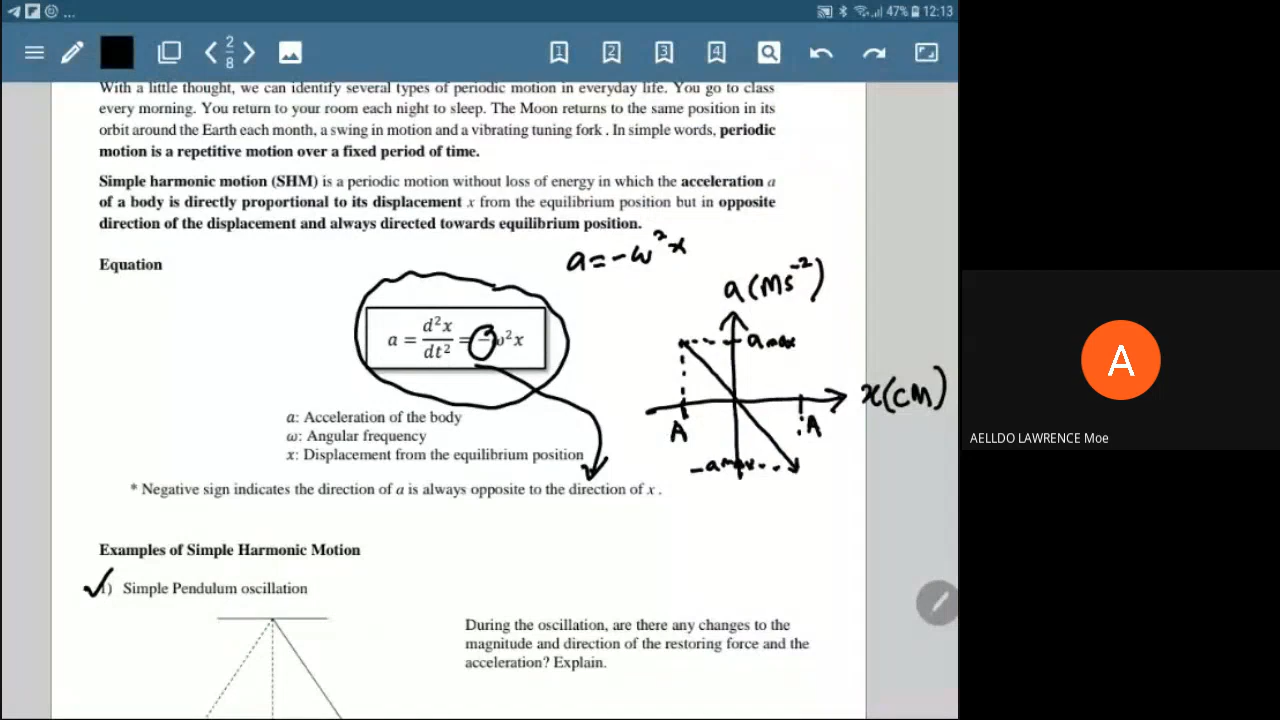 ... 47% 12:13
2
8
1 2 3 4
With a little thought, we can identify several types of periodic motion in everyday life. You go to class
every morning. You return to your room each night to sleep. The Moon returns to the same position in its
orbit around the Earth each month, a swing in motion and a vibrating tuning fork . In simple words, periodic
motion is a repetitive motion over a fixed period of time.
Simple harmonic motion (SHM) is a periodic motion without loss of energy in which the acceleration a
of a body is directly proportional to its displacement x from the equilibrium position but in opposite
direction of the displacement and always directed towards equilibrium position.
a=-ω²x
Equation
a(ms⁻²)
a = d²x/dt² = −ω²x
a max
x(cm)
A
A
-a max
a: Acceleration of the body
ω: Angular frequency
x: Displacement from the equilibrium position
* Negative sign indicates the direction of a is always opposite to the direction of x .
Examples of Simple Harmonic Motion
1) Simple Pendulum oscillation
During the oscillation, are there any changes to the
magnitude and direction of the restoring force and the
acceleration? Explain.
A
AELLDO LAWRENCE Moe